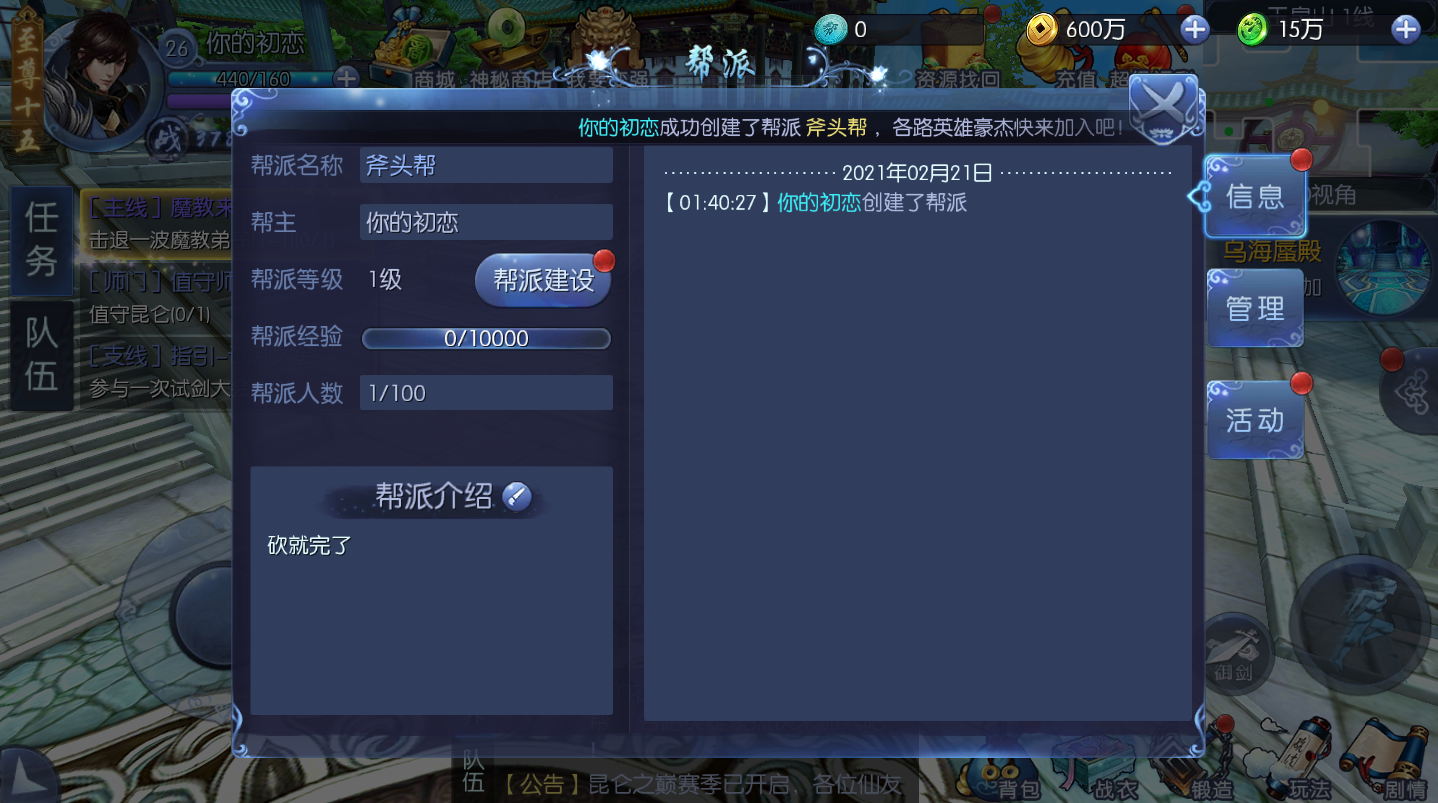 至尊十五
26
你的初恋
440/160
商城
神秘商店
我要变强
帮派
0
600万
15万
资源找回
充值
你的初恋成功创建了帮派 斧头帮 ，各路英雄豪杰快来加入吧!
任务
队伍
[主线] 魔教来
击退一波魔教弟
[师门] 值守师
值守昆仑(0/1)
[支线] 指引-
参与一次试剑大
帮派名称
斧头帮
帮主
你的初恋
帮派等级
1级
帮派建设
帮派经验
0/10000
帮派人数
1/100
帮派介绍
砍就完了
2021年02月21日
【01:40:27】你的初恋创建了帮派
信息
视角
乌海蜃殿
管理
活动
御剑
队伍
【公告】昆仑之巅赛季已开启，各位仙友
背包
战衣
锻造
玩法
剧情